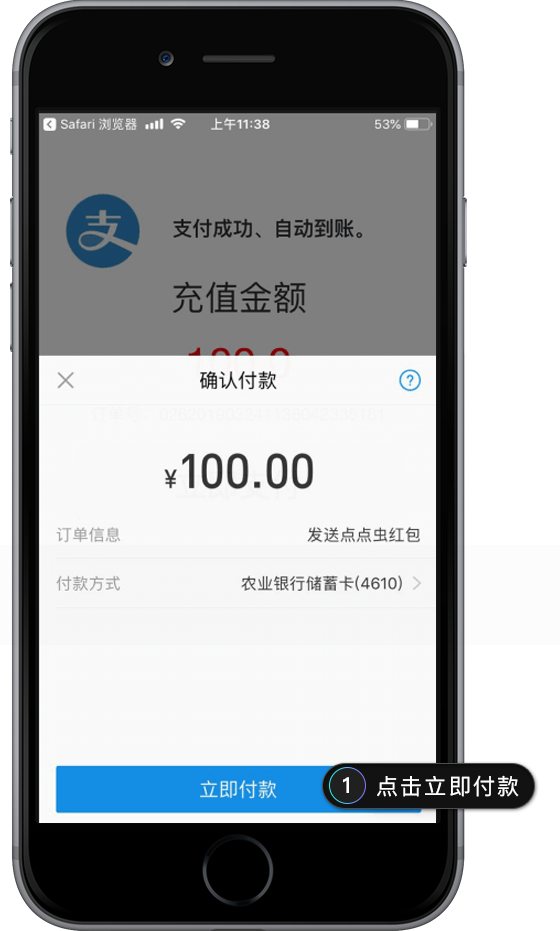 Safari 浏览器 上午11:38 53%
支
支付成功、自动到账。
充值金额
确认付款
¥100.00
订单信息 发送点点虫红包
付款方式 农业银行储蓄卡(4610)
立即付款
1 点击立即付款